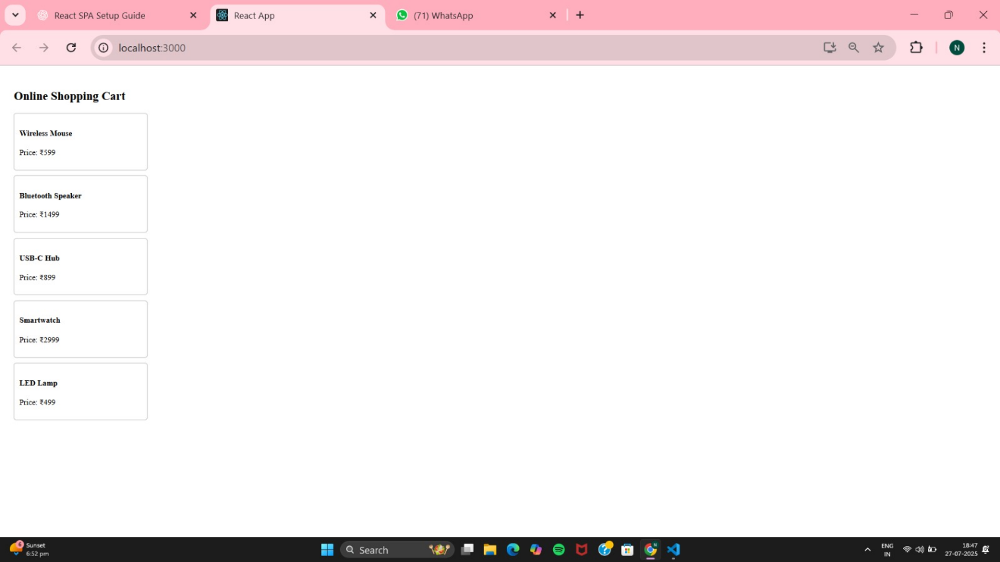 React SPA Setup Guide
React App
(71) WhatsApp
localhost:3000
N
Online Shopping Cart
Wireless Mouse
Price: ₹599
Bluetooth Speaker
Price: ₹1499
USB-C Hub
Price: ₹899
Smartwatch
Price: ₹2999
LED Lamp
Price: ₹499
6
Sunset
6:52 pm
Search
N
ENG
IN
18:47
27-07-2025